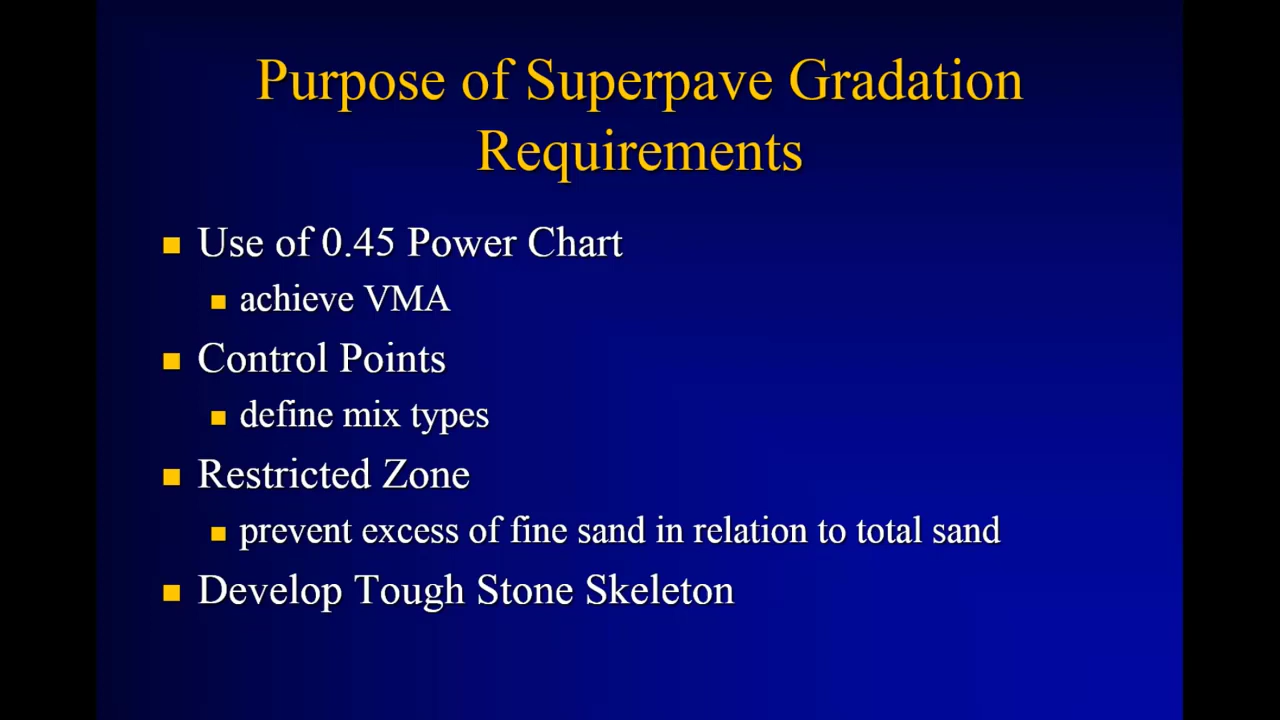 Purpose of Superpave Gradation
Requirements
Use of 0.45 Power Chart
achieve VMA
Control Points
define mix types
Restricted Zone
prevent excess of fine sand in relation to total sand
Develop Tough Stone Skeleton